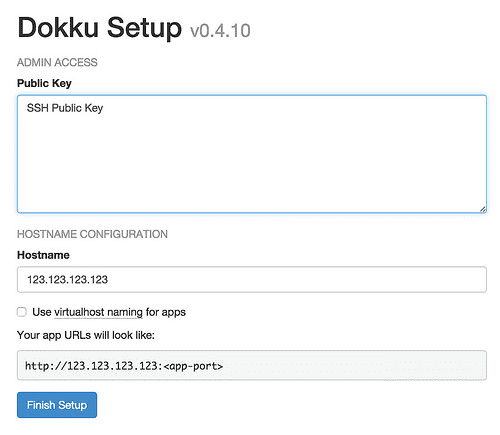 Dokku Setup v0.4.10
ADMIN ACCESS
Public Key
SSH Public Key
HOSTNAME CONFIGURATION
Hostname
123.123.123.123
Use virtualhost naming for apps
Your app URLs will look like:
http://123.123.123.123:<app-port>
Finish Setup